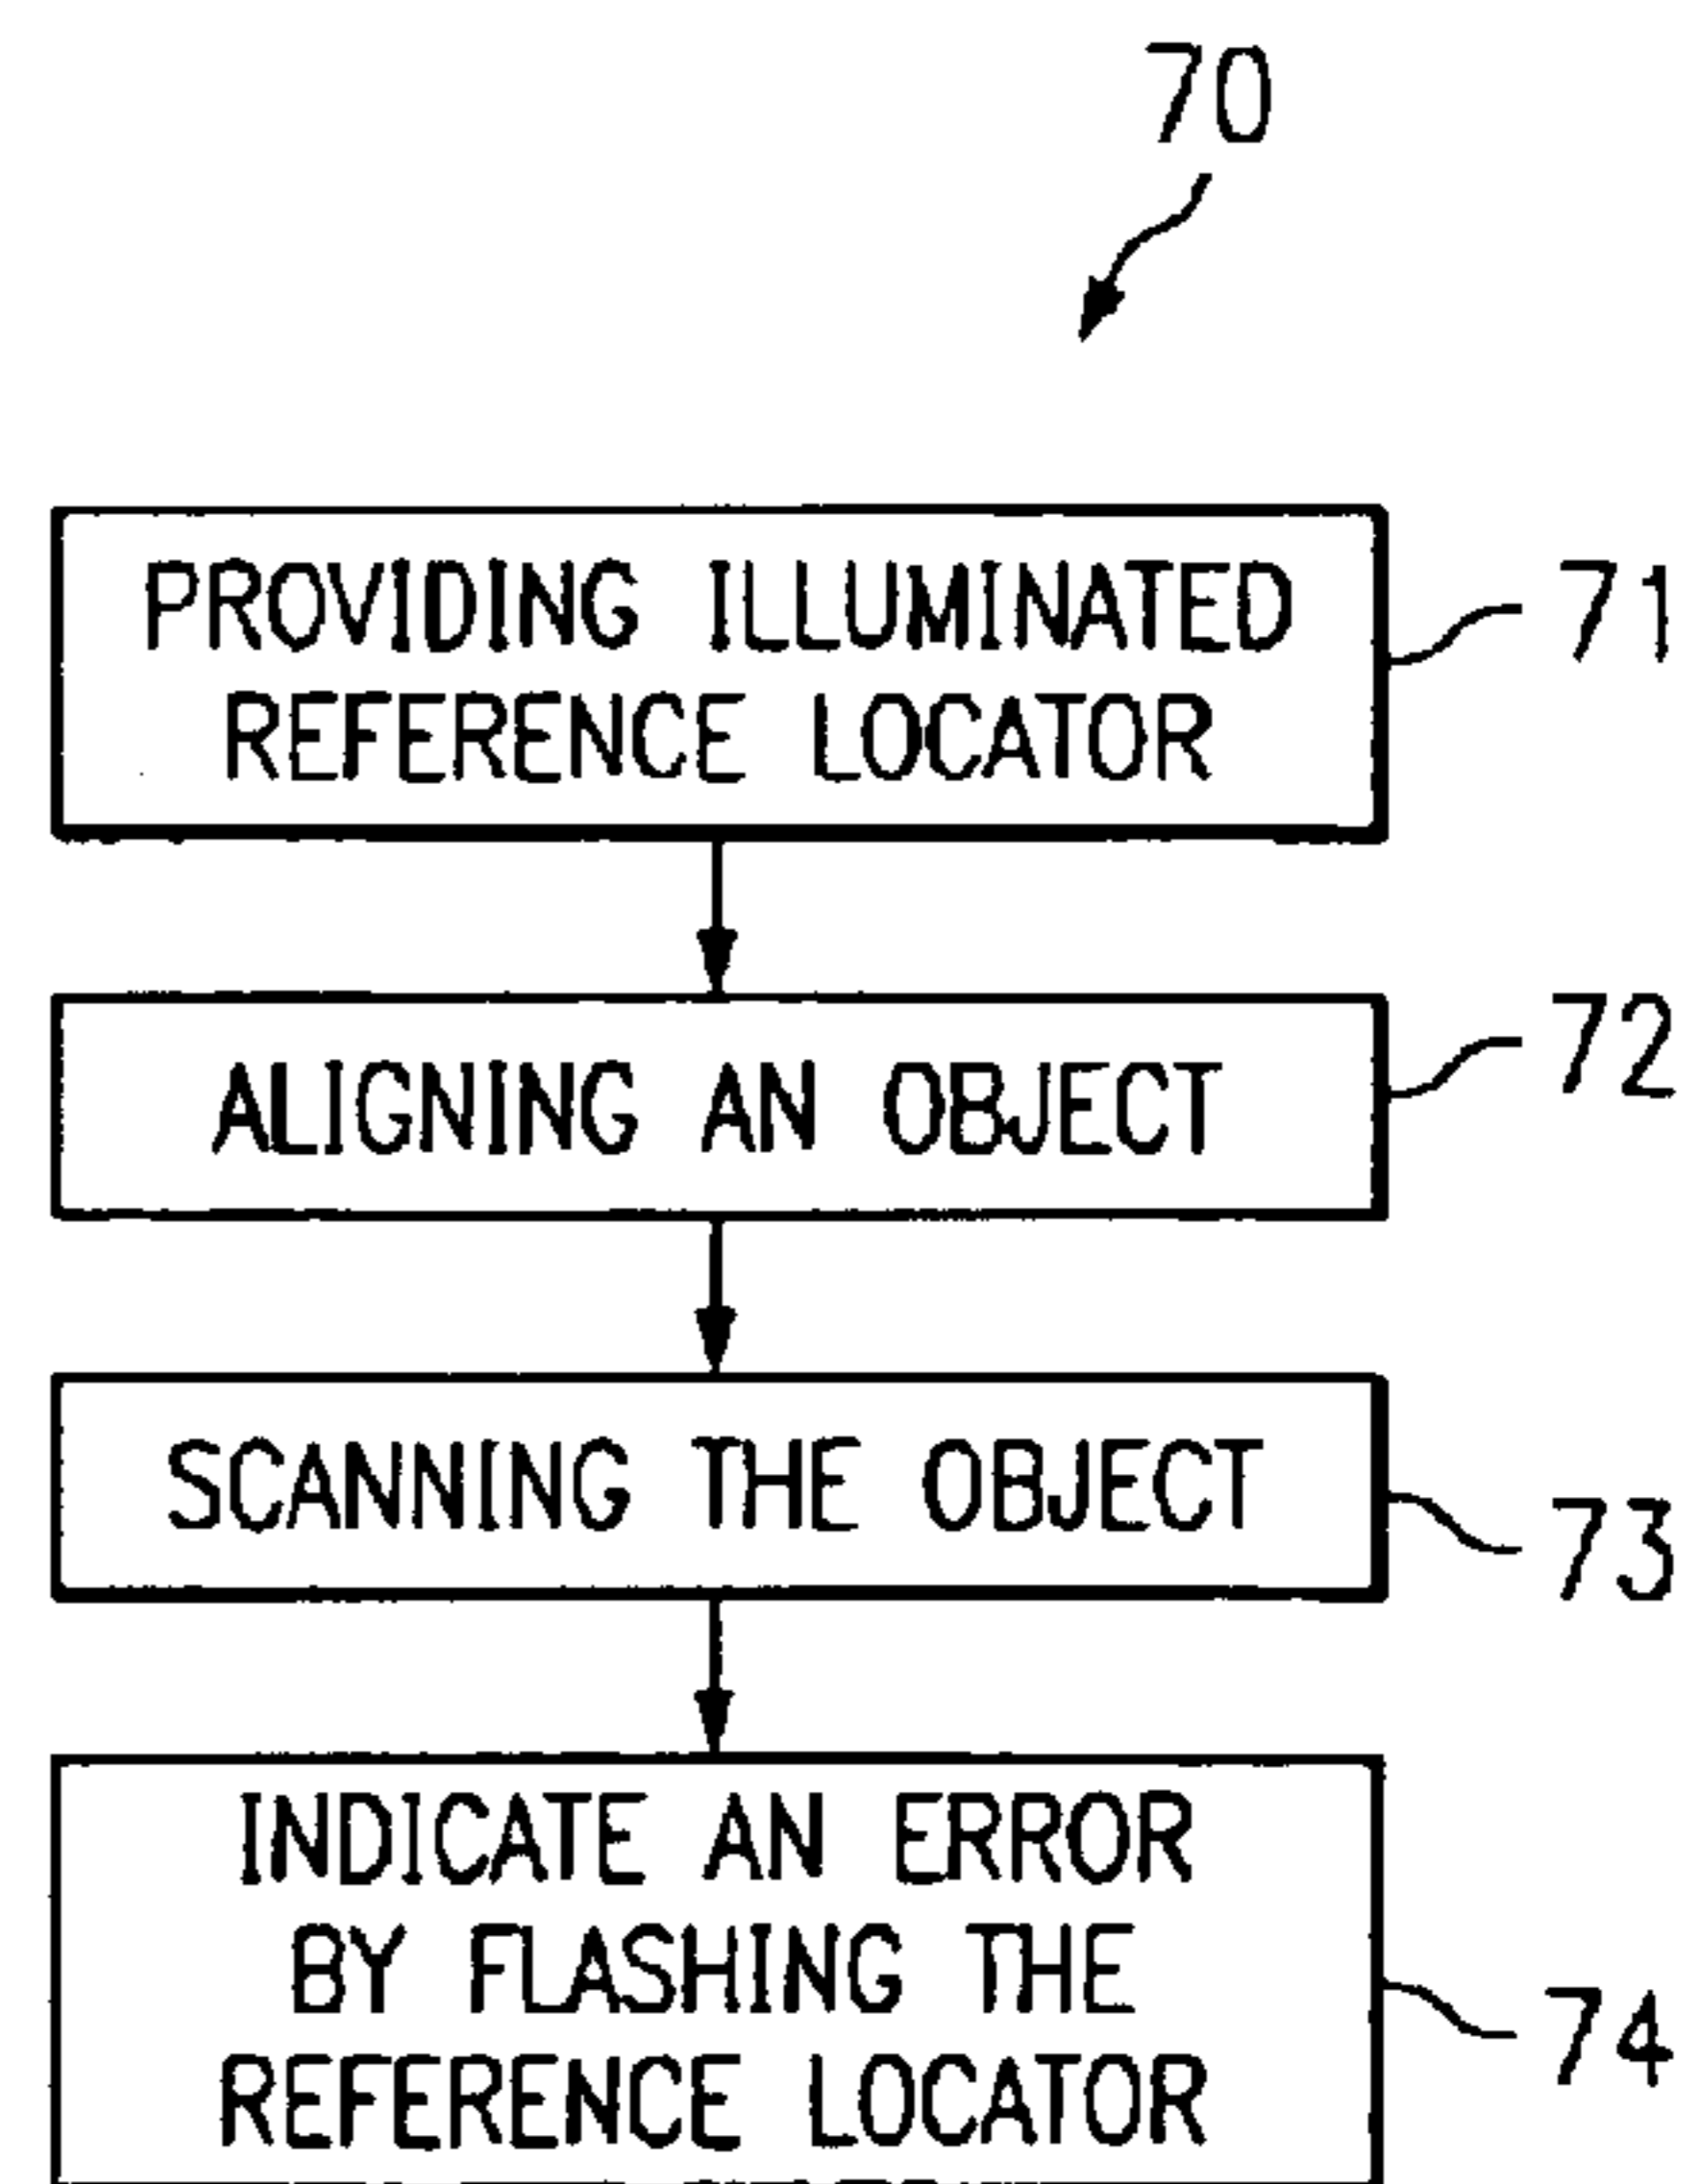 70
PROVIDING ILLUMINATED
REFERENCE LOCATOR
71
ALIGNING AN OBJECT
72
SCANNING THE OBJECT
73
INDICATE AN ERROR
BY FLASHING THE
REFERENCE LOCATOR
74